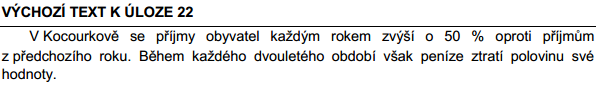 VÝCHOZÍ TEXT K ÚLOZE 22
V Kocourkově se příjmy obyvatel každým rokem zvýší o 50 % oproti příjmům
z předchozího roku. Během každého dvouletého období však peníze ztratí polovinu své
hodnoty.